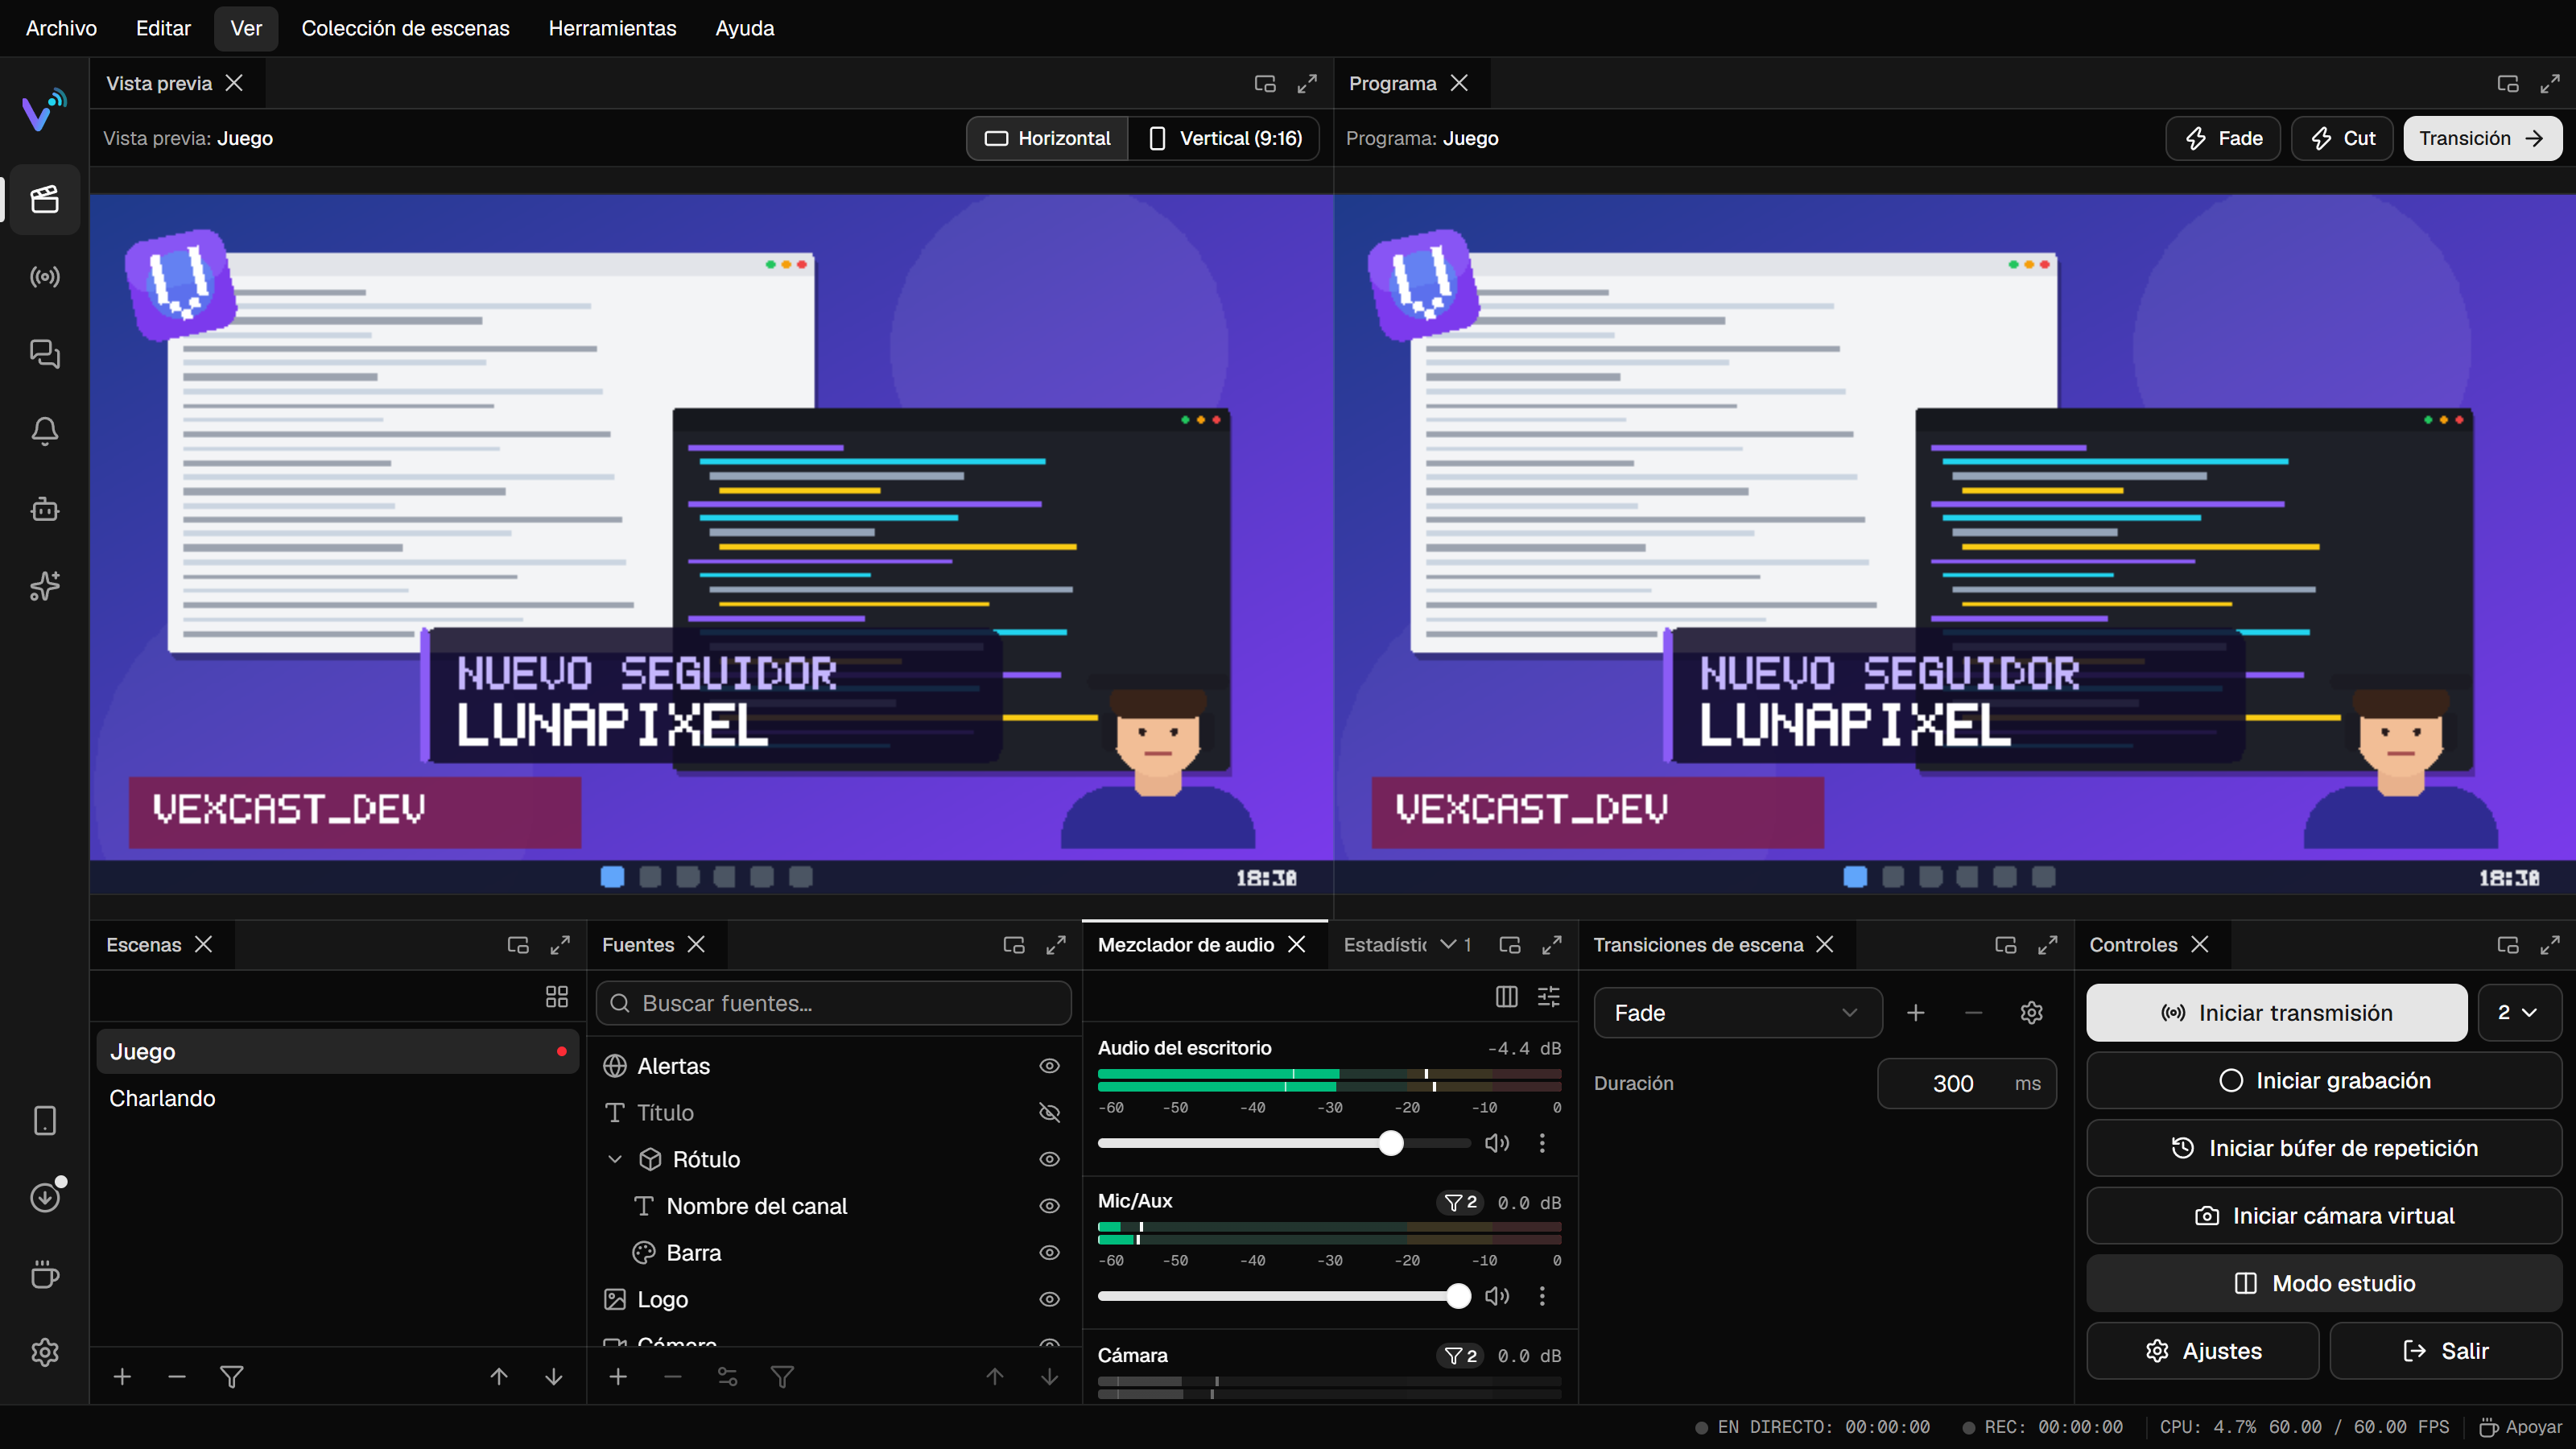 Archivo Editar Ver Colección de escenas Herramientas Ayuda
Vista previa
Programa
Vista previa: Juego
Horizontal
Vertical (9:16)
Programa: Juego
Fade
Cut
Transición
NUEVO SEGUIDOR
LUNAPIXEL
VEXCAST_DEV
18:30
NUEVO SEGUIDOR
LUNAPIXEL
VEXCAST_DEV
18:30
Escenas
Juego
Charlando
Fuentes
Buscar fuentes...
Alertas
Título
Rótulo
Nombre del canal
Barra
Logo
Cámara
Mezclador de audio
Estadístic
1
Audio del escritorio
-4.4 dB
-60 -50 -40 -30 -20 -10 0
Mic/Aux
2
0.0 dB
-60 -50 -40 -30 -20 -10 0
Cámara
2
0.0 dB
Transiciones de escena
Fade
Duración
300 ms
Controles
Iniciar transmisión
2
Iniciar grabación
Iniciar búfer de repetición
Iniciar cámara virtual
Modo estudio
Ajustes
Salir
EN DIRECTO: 00:00:00
REC: 00:00:00
CPU: 4.7% 60.00 / 60.00 FPS
Apoyar